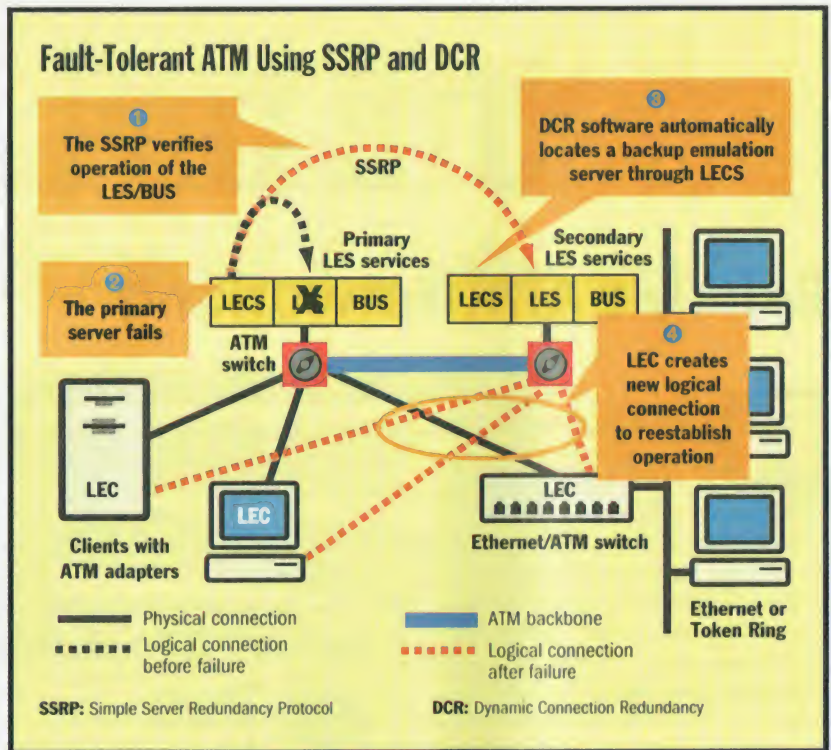 Fault-Tolerant ATM Using SSRP and DCR
1
The SSRP verifies
operation of the
LES/BUS
SSRP
3
DCR software automatically
locates a backup emulation
server through LECS
2
The primary
server fails
Primary
LES services
LECS
LES
BUS
Secondary
LES services
LECS
LES
BUS
ATM
switch
4
LEC creates
new logical
connection
to reestablish
operation
LEC
LEC
Clients with
ATM adapters
LEC
Ethernet/ATM switch
Ethernet or
Token Ring
Physical connection
Logical connection
before failure
ATM backbone
Logical connection
after failure
SSRP: Simple Server Redundancy Protocol
DCR: Dynamic Connection Redundancy